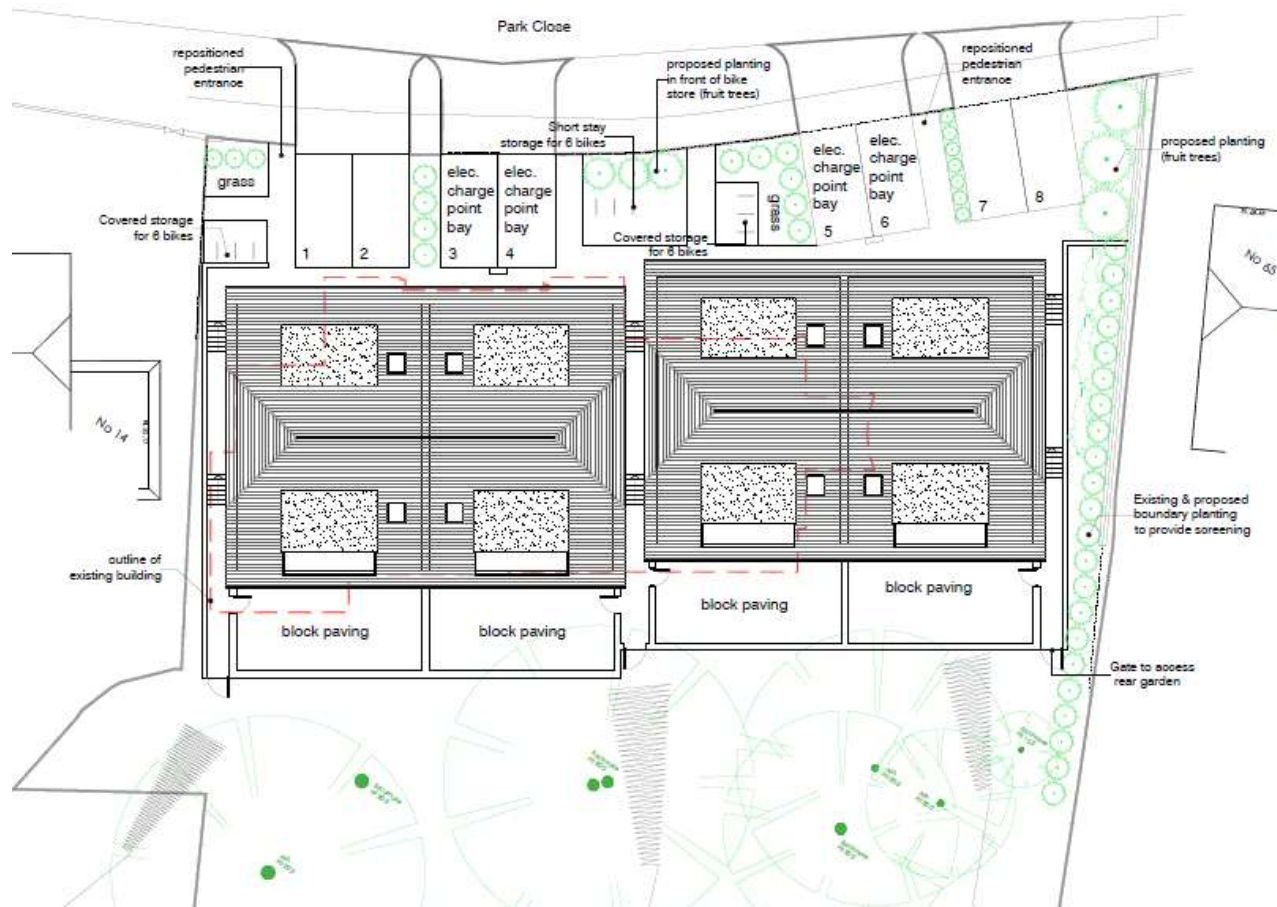 Park Close
repositioned
pedestrian
entrance
proposed planting
in front of bike
store (fruit trees)
repositioned
pedestrian
entrance
Short stay
storage for 6 bikes
proposed planting
(fruit trees)
grass
elec.
charge
point
bay
3
elec.
charge
point
bay
4
1
2
grass
elec.
charge
point
bay
5
elec.
charge
point
bay
6
7
8
Covered storage
for 6 bikes
Covered storage
for 6 bikes
No 65
No 14
Existing & proposed
boundary planting
to provide screening
outline of
existing building
block paving
block paving
block paving
block paving
Gate to access
rear garden